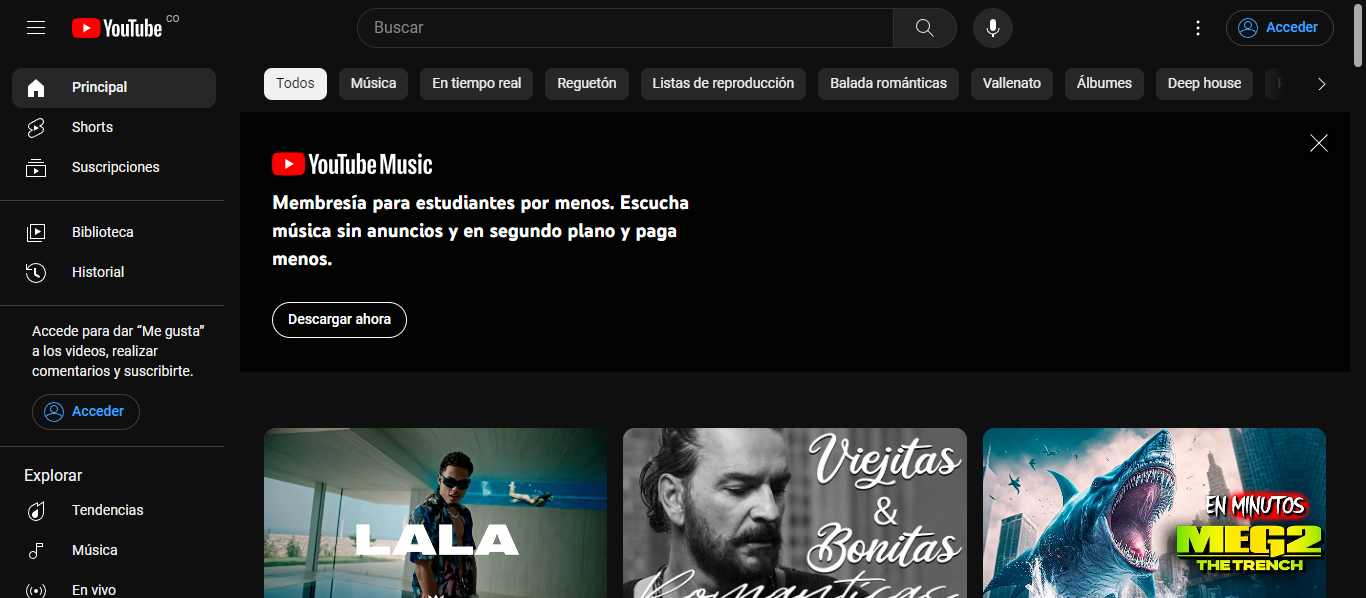 YouTube CO
Buscar
Acceder
Principal
Shorts
Suscripciones
Biblioteca
Historial
Accede para dar “Me gusta”
a los videos, realizar
comentarios y suscribirte.
Acceder
Explorar
Tendencias
Música
En vivo
Todos Música En tiempo real Reguetón Listas de reproducción Balada románticas Vallenato Álbumes Deep house
YouTube Music
Membresía para estudiantes por menos. Escucha
música sin anuncios y en segundo plano y paga
menos.
Descargar ahora
LALA
Viejitas
&
Bonitas
Romanticas
EN MINUTOS
MEG2
THE TRENCH